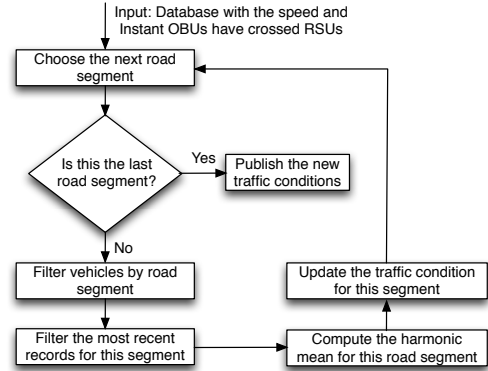 Input: Database with the speed and
Instant OBUs have crossed RSUs
Choose the next road
segment
Is this the last
road segment?
Yes
Publish the new
traffic conditions
No
Filter vehicles by road
segment
Update the traffic condition
for this segment
Filter the most recent
records for this segment
Compute the harmonic
mean for this road segment